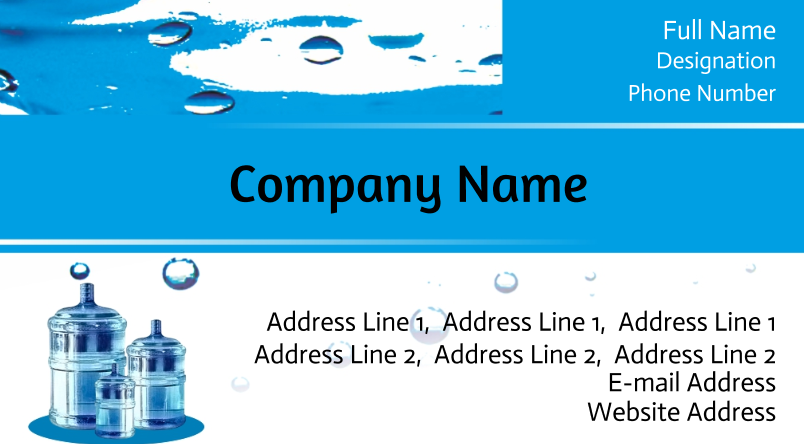 Full Name
Designation
Phone Number
Company Name
Address Line 1,  Address Line 1,  Address Line 1
Address Line 2,  Address Line 2,  Address Line 2
E-mail Address
Website Address